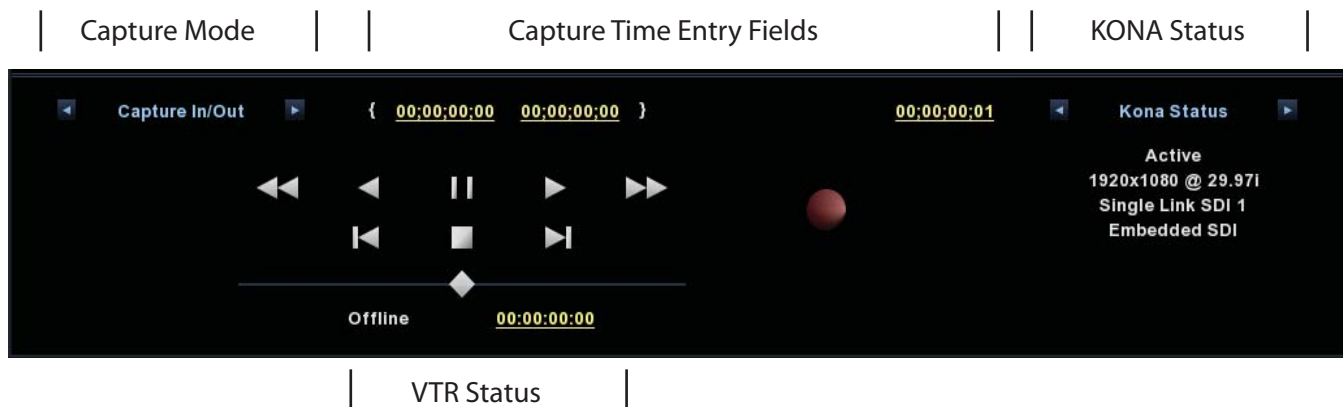 Capture Mode Capture Time Entry Fields KONA Status
Capture In/Out { 00;00;00;00 00;00;00;00 } 00;00;00;01 Kona Status
Active
1920x1080 @ 29.97i
Single Link SDI 1
Embedded SDI
Offline 00:00:00:00
VTR Status